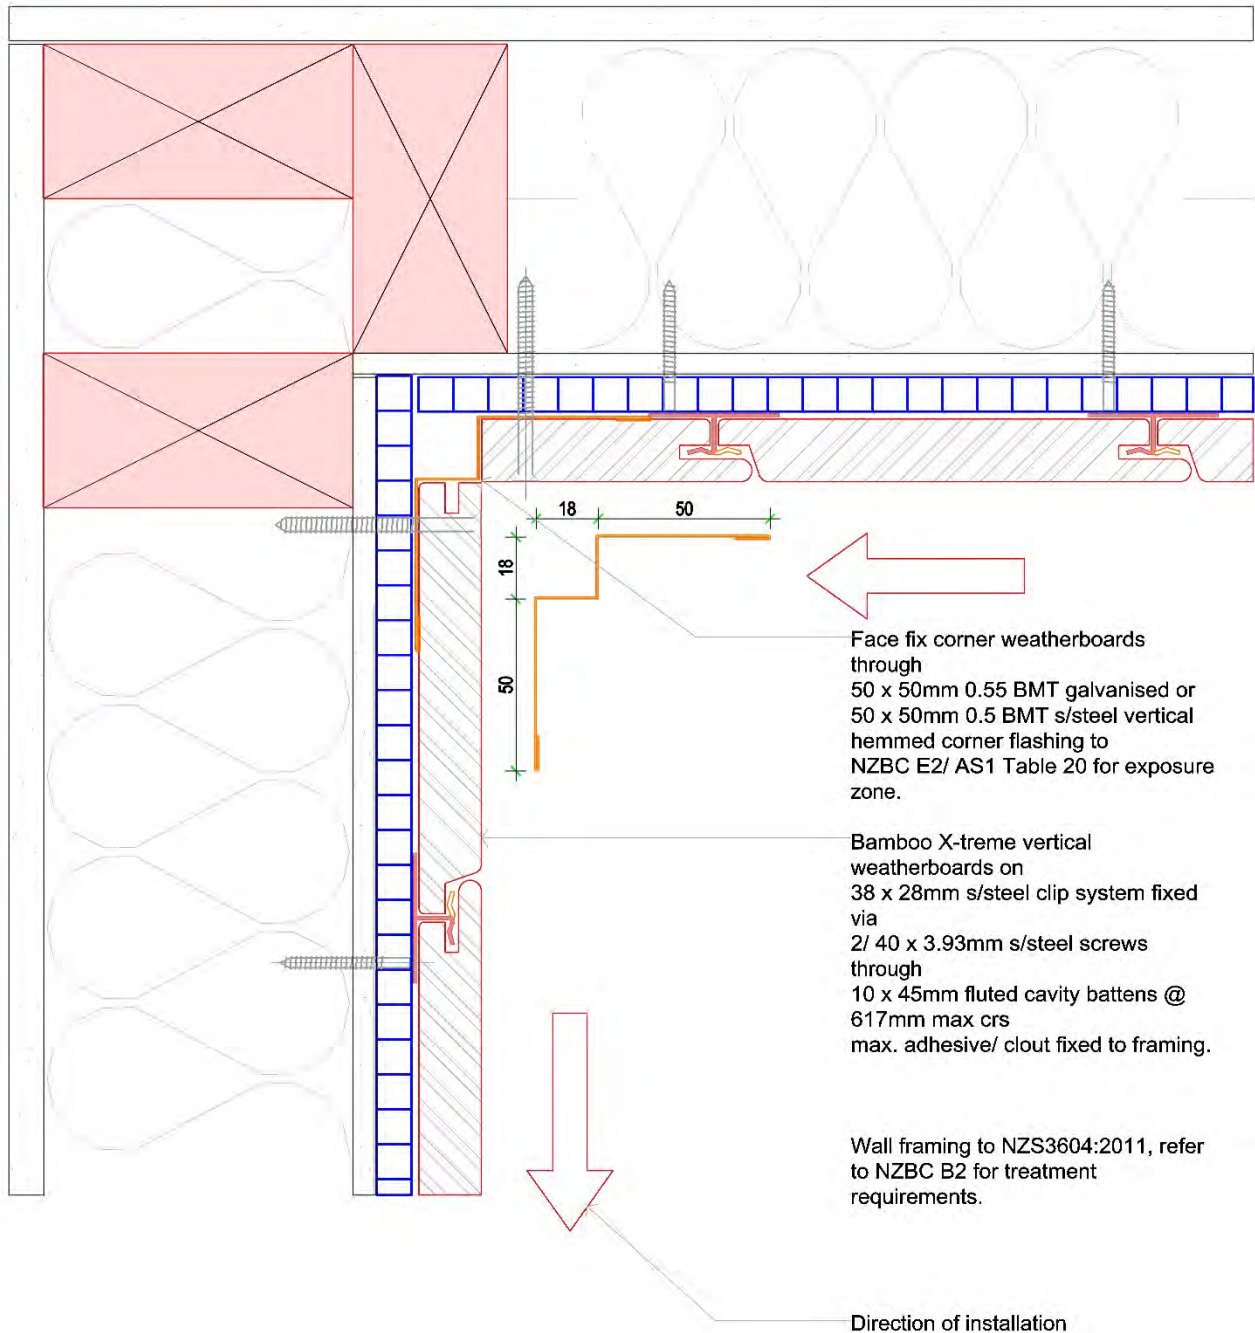 18
50
18
50
Face fix corner weatherboards
through
50 x 50mm 0.55 BMT galvanised or
50 x 50mm 0.5 BMT s/steel vertical
hemmed corner flashing to
NZBC E2/ AS1 Table 20 for exposure
zone.
Bamboo X-treme vertical
weatherboards on
38 x 28mm s/steel clip system fixed
via
2/ 40 x 3.93mm s/steel screws
through
10 x 45mm fluted cavity battens @
617mm max crs
max. adhesive/ clout fixed to framing.
Wall framing to NZS3604:2011, refer
to NZBC B2 for treatment
requirements.
Direction of installation